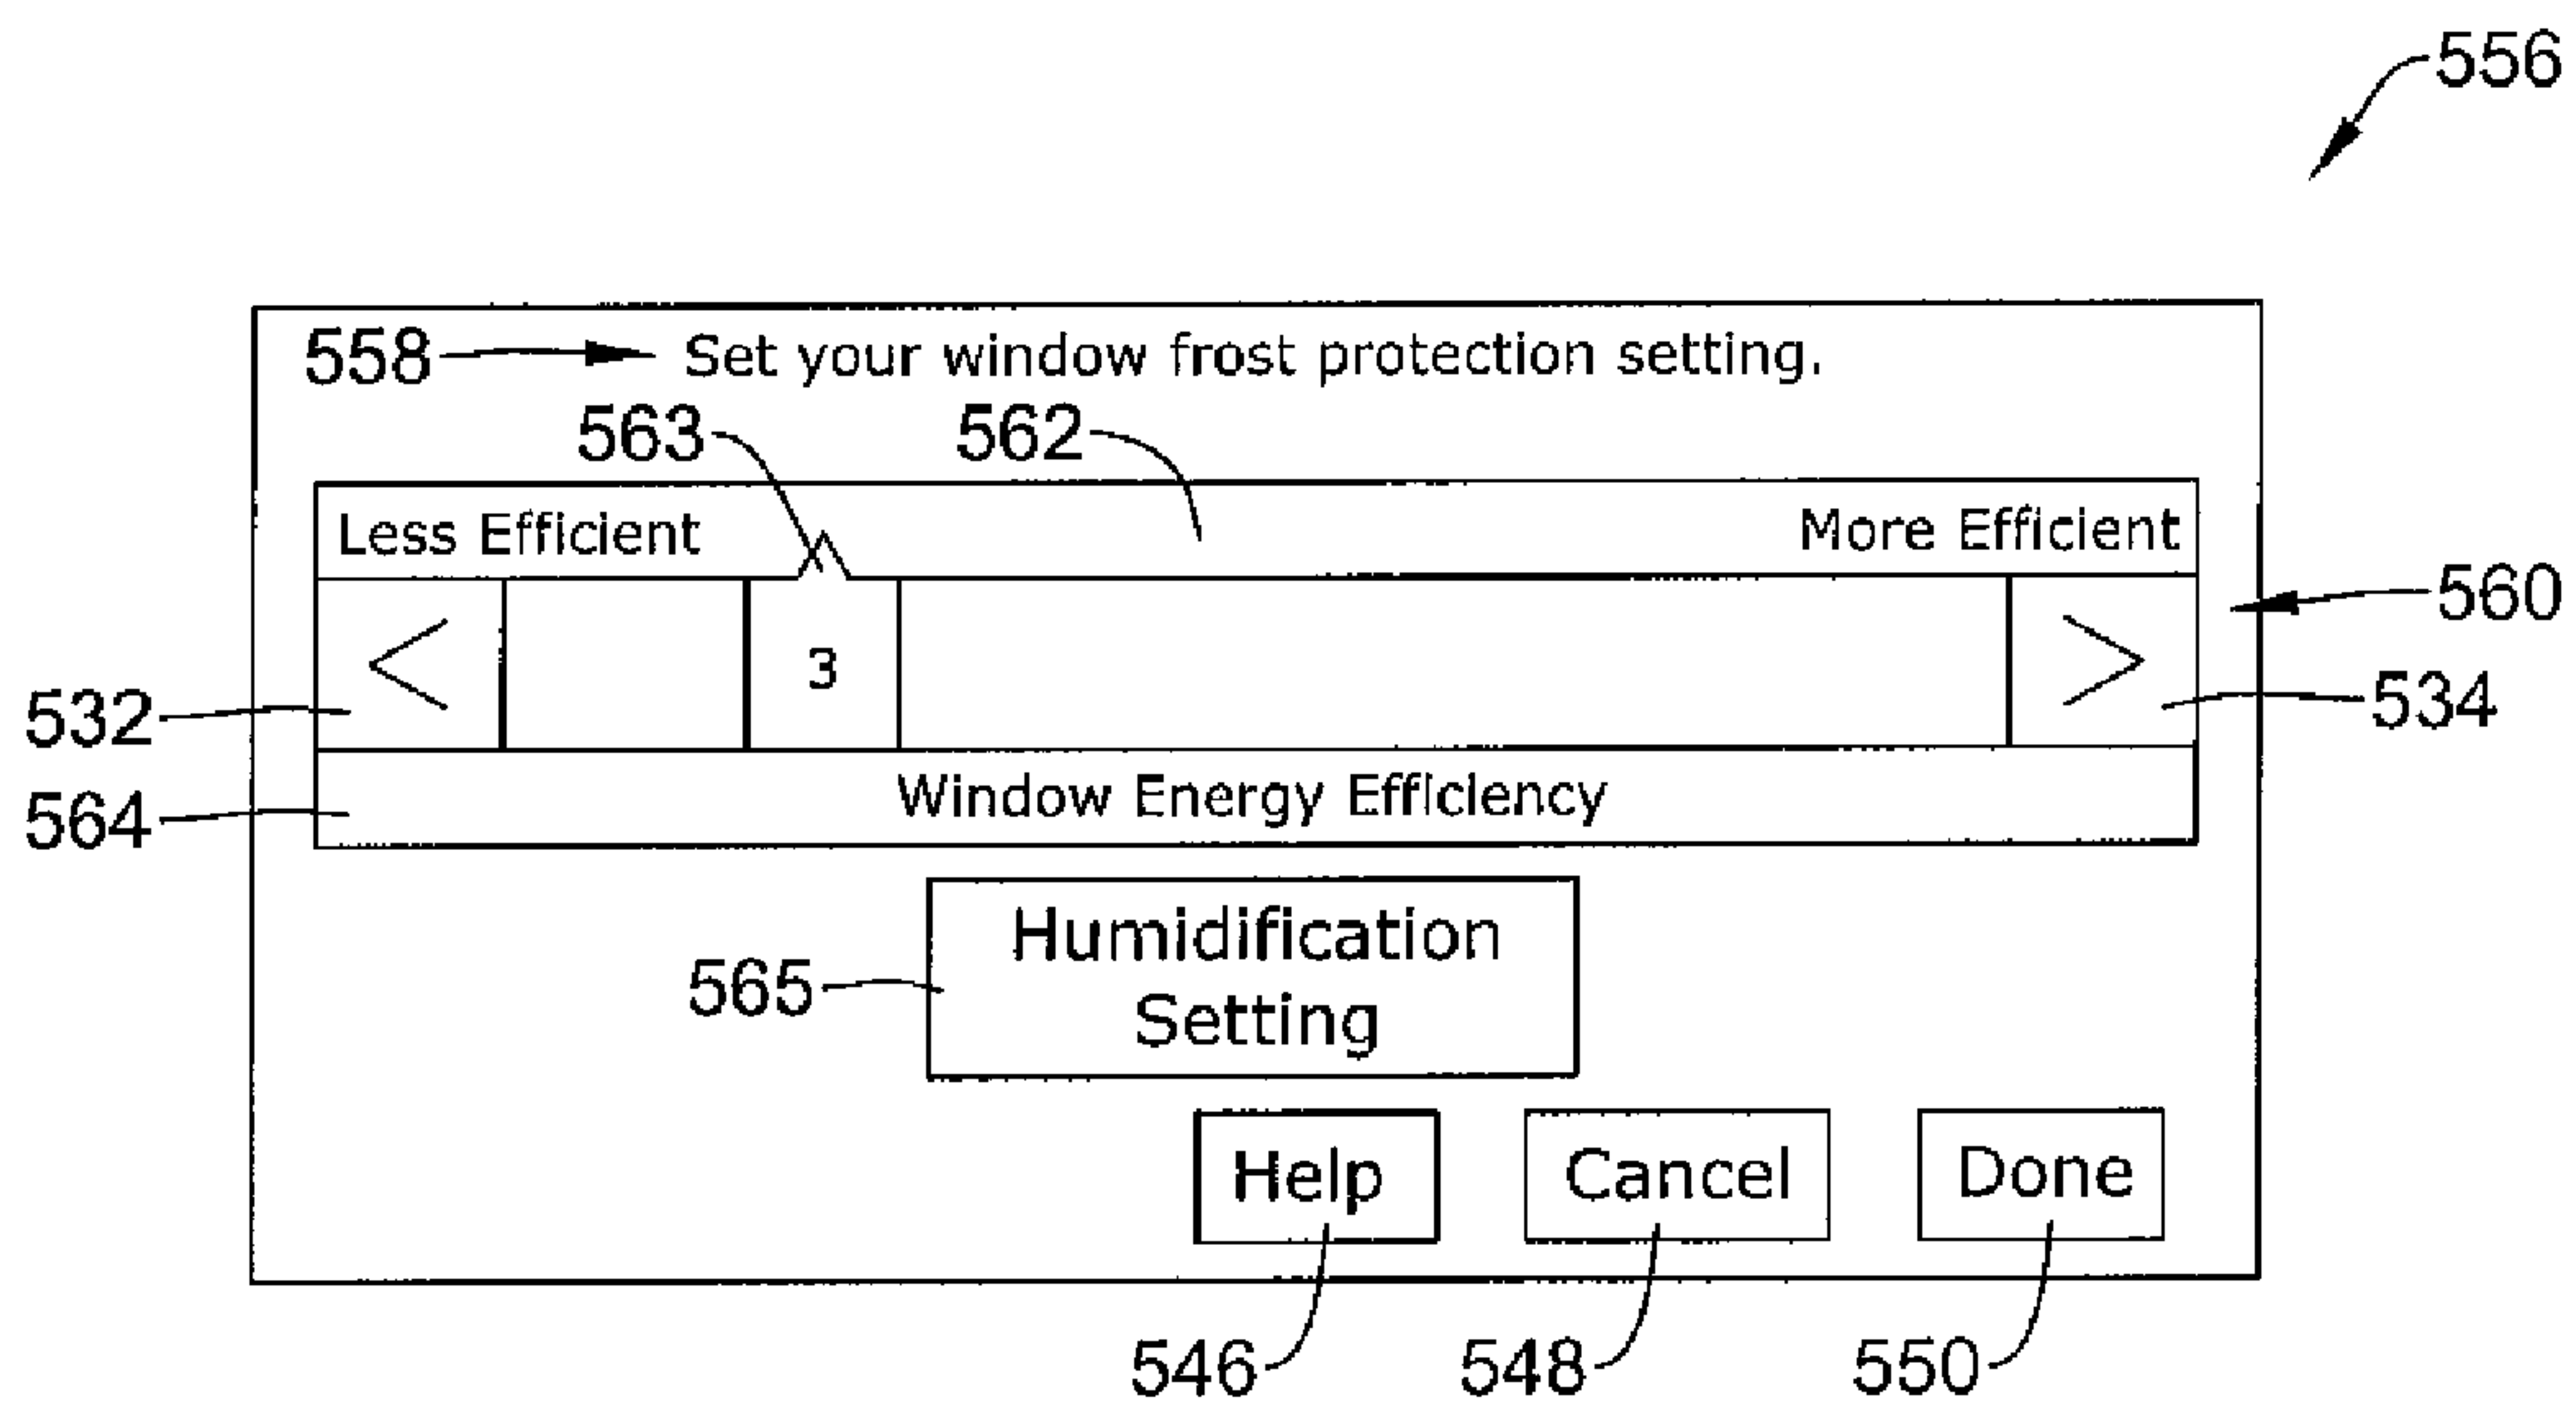 556
558 Set your window frost protection setting.
563 562
Less Efficient More Efficient
560
< 3 >
532 534
564 Window Energy Efficiency
Humidification
565
Setting
Help Cancel Done
546 548 550